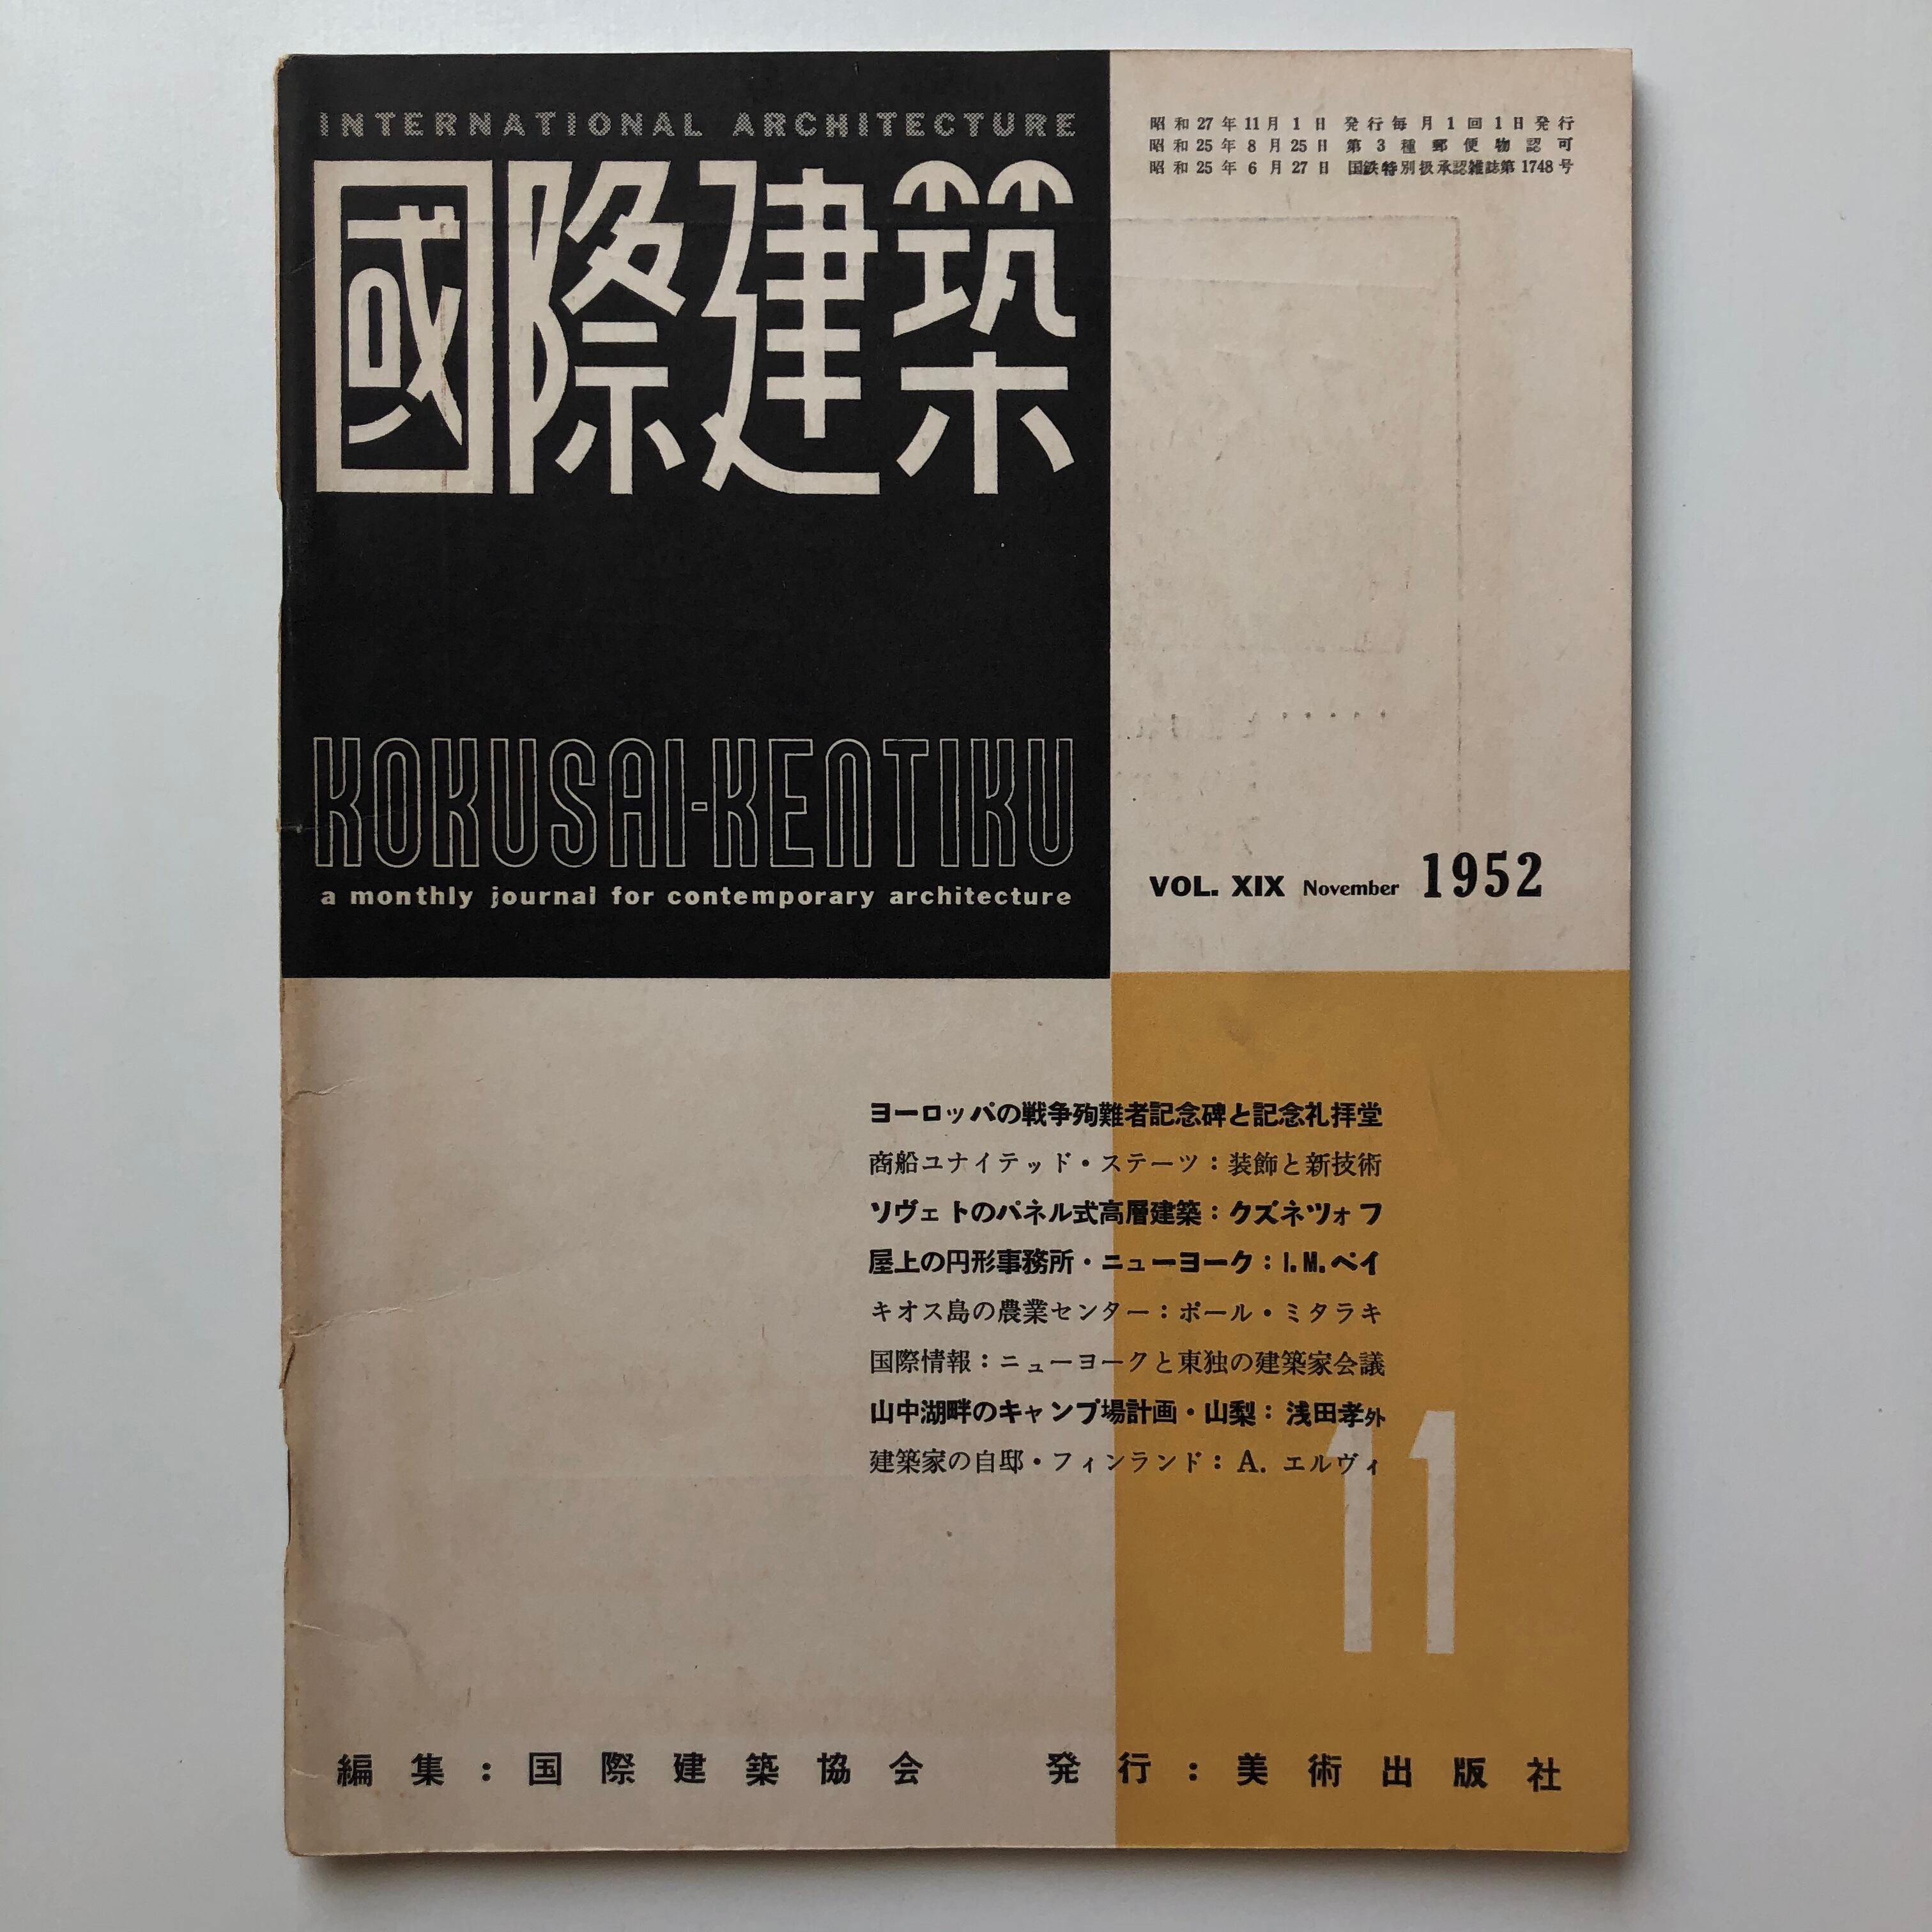 INTERNATIONAL ARCHITECTURE
國際建築
KOKUSAI-KENTIKU
a monthly journal for contemporary architecture
昭和27年11月1日 発行毎月1回1日発行
昭和25年8月25日 第3種郵便物認可
昭和25年6月27日 国鉄特別扱承認雑誌第1748号
VOL. XIX November 1952
ヨーロッパの戦争殉難者記念碑と記念礼拝堂
商船ユナイテッド・ステーツ：装飾と新技術
ソヴェトのパネル式高層建築：クズネツォフ
屋上の円形事務所・ニューヨーク：I.M.ペイ
キオス島の農業センター：ポール・ミタラキ
国際情報：ニューヨークと東独の建築家会議
山中湖畔のキャンプ場計画・山梨：浅田孝外
建築家の自邸・フィンランド：A. エルヴィ
11
編集：国際建築協会 発行：美術出版社